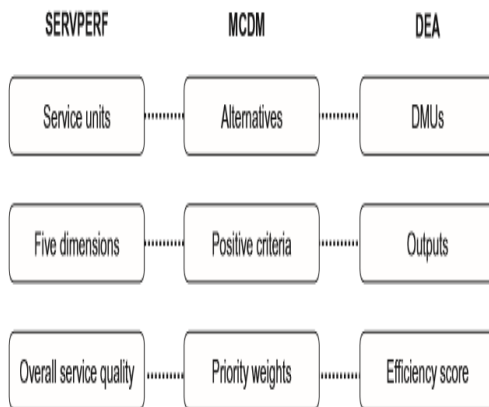 SERVPERF MCDM DEA
Service units Alternatives DMUs
Five dimensions Positive criteria Outputs
Overall service quality Priority weights Efficiency score